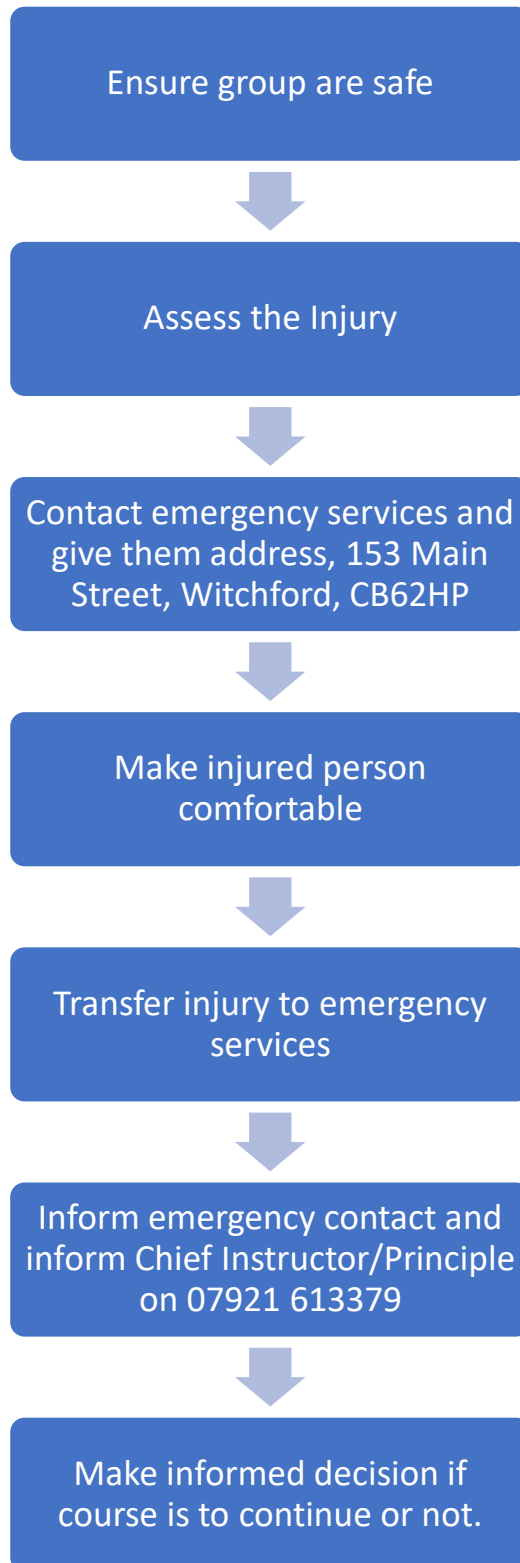 Ensure group are safe
Assess the Injury
Contact emergency services and
give them address, 153 Main
Street, Witchford, CB62HP
Make injured person
comfortable
Transfer injury to emergency
services
Inform emergency contact and
inform Chief Instructor/Principle
on 07921 613379
Make informed decision if
course is to continue or not.